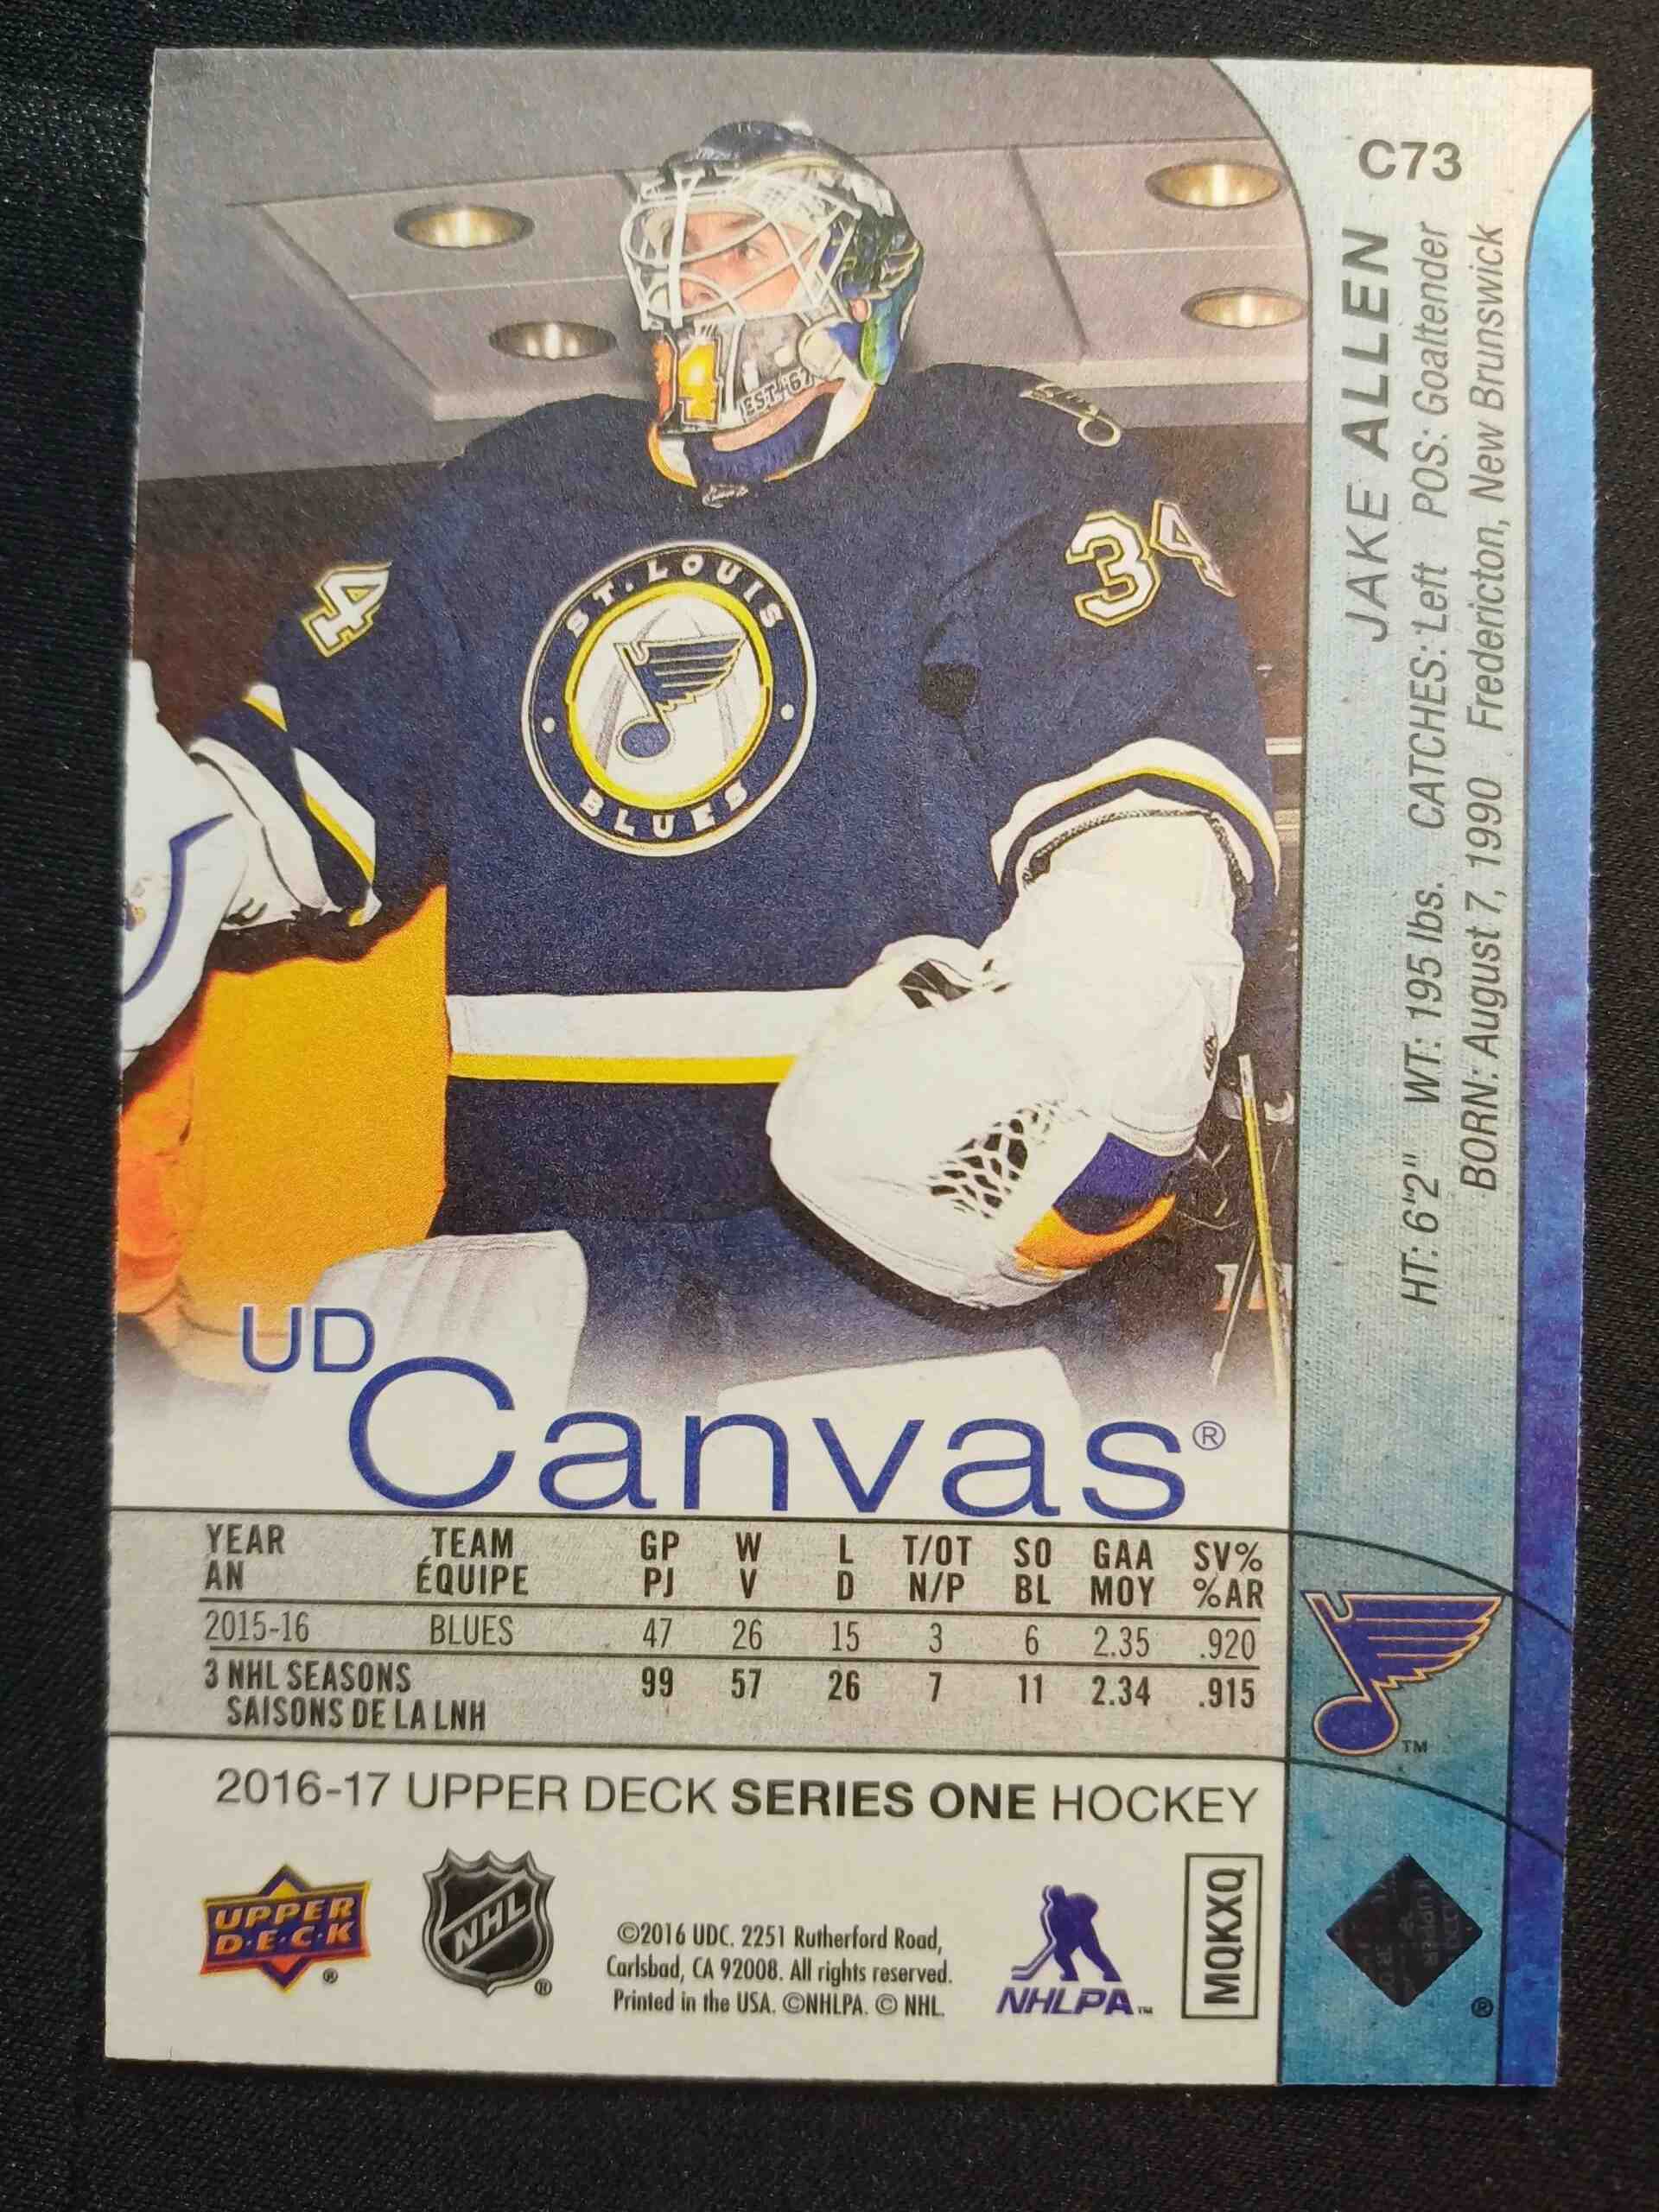 C73
JAKE ALLEN
HT: 6'2" WT: 195 lbs. CATCHES: Left POS: Goaltender
BORN: August 7, 1990 Fredericton, New Brunswick
EST. 67
34
4
ST. LOUIS
BLUES
UD
Canvas®
YEAR TEAM GP W L T/OT SO GAA SV%
AN ÉQUIPE PJ V D N/P BL MOY %AR
2015-16 BLUES 47 26 15 3 6 2.35 .920
3 NHL SEASONS 99 57 26 7 11 2.34 .915
SAISONS DE LA LNH
TM
2016-17 UPPER DECK SERIES ONE HOCKEY
UPPER
D·E·C·K
®
NHL
®
©2016 UDC. 2251 Rutherford Road,
Carlsbad, CA 92008. All rights reserved.
Printed in the USA. ©NHLPA. © NHL.
NHLPA™
MQKXQ
®